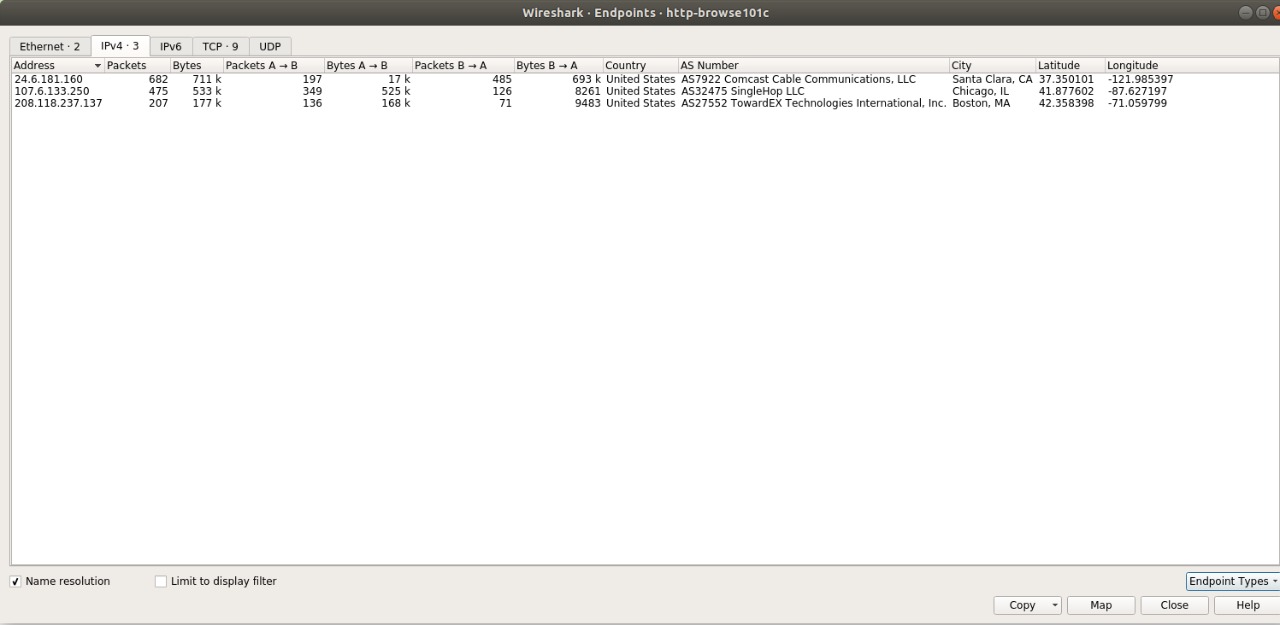 Wireshark · Endpoints · http-browse101c
Ethernet · 2 IPv4 · 3 IPv6 TCP · 9 UDP
Address Packets Bytes Packets A → B Bytes A → B Packets B → A Bytes B → A Country AS Number City Latitude Longitude
24.6.181.160 682 711 k 197 17 k 485 693 k United States AS7922 Comcast Cable Communications, LLC Santa Clara, CA 37.350101 -121.985397
107.6.133.250 475 533 k 349 525 k 126 8261 United States AS32475 SingleHop LLC Chicago, IL 41.877602 -87.627197
208.118.237.137 207 177 k 136 168 k 71 9483 United States AS27552 TowardEX Technologies International, Inc. Boston, MA 42.358398 -71.059799
Name resolution Limit to display filter Endpoint Types
Copy Map Close Help